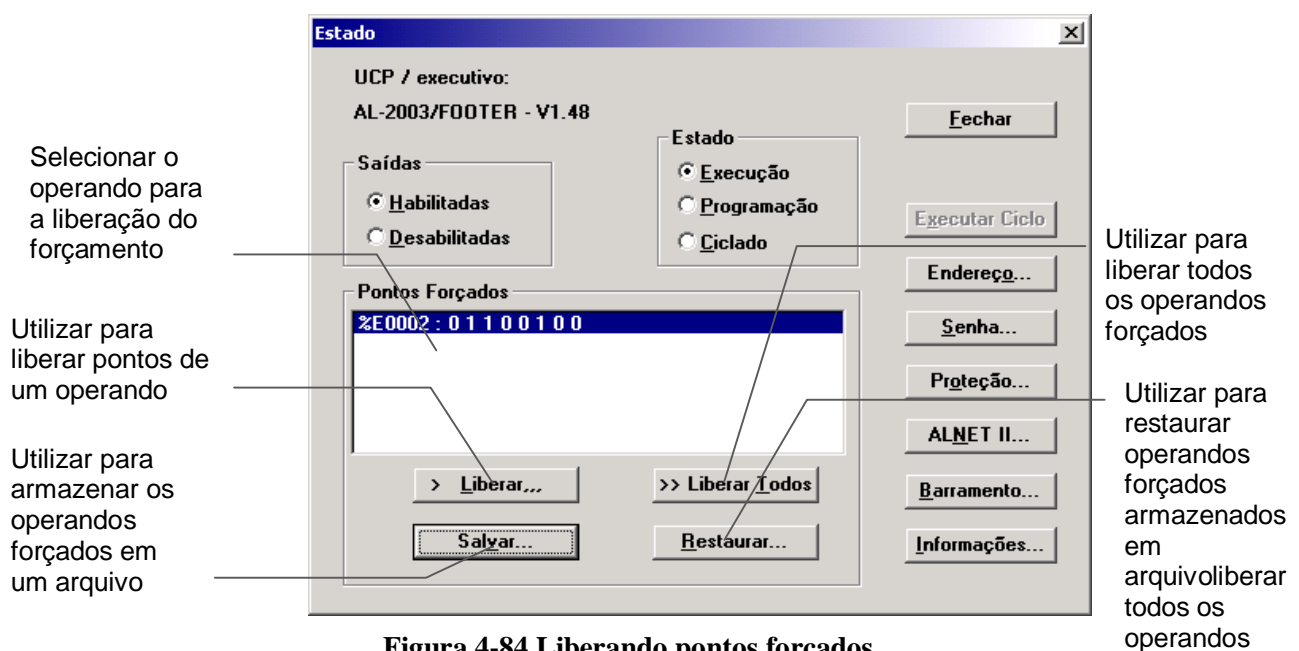 Estado
UCP / executivo:
AL-2003/FOOTER - V1.48
Fechar
Saídas
Habilitadas
Desabilitadas
Estado
Execução
Programação
Ciclado
Executar Ciclo
Endereço...
Senha...
Proteção...
ALNET II...
Barramento...
Informações...
Pontos Forçados
%E0002 : 0 1 1 0 0 1 0 0
> Liberar,,,
>> Liberar Todos
Salvar...
Restaurar...
Selecionar o
operando para
a liberação do
forçamento
Utilizar para
liberar pontos de
um operando
Utilizar para
armazenar os
operandos
forçados em
um arquivo
Utilizar para
liberar todos
os operandos
forçados
Utilizar para
restaurar
operandos
forçados
armazenados
em
arquivoliberar
todos os
operandos
Figura 4-84 Liberando pontos forçados